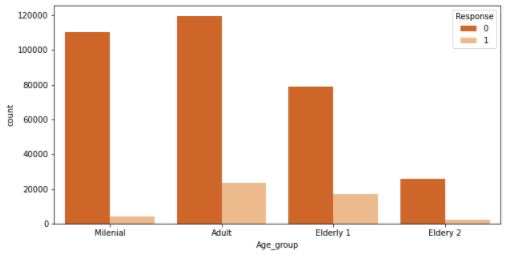 Response
0
1
120000
100000
80000
60000
40000
20000
0
count
Milenial
Adult
Elderly 1
Eldery 2
Age_group